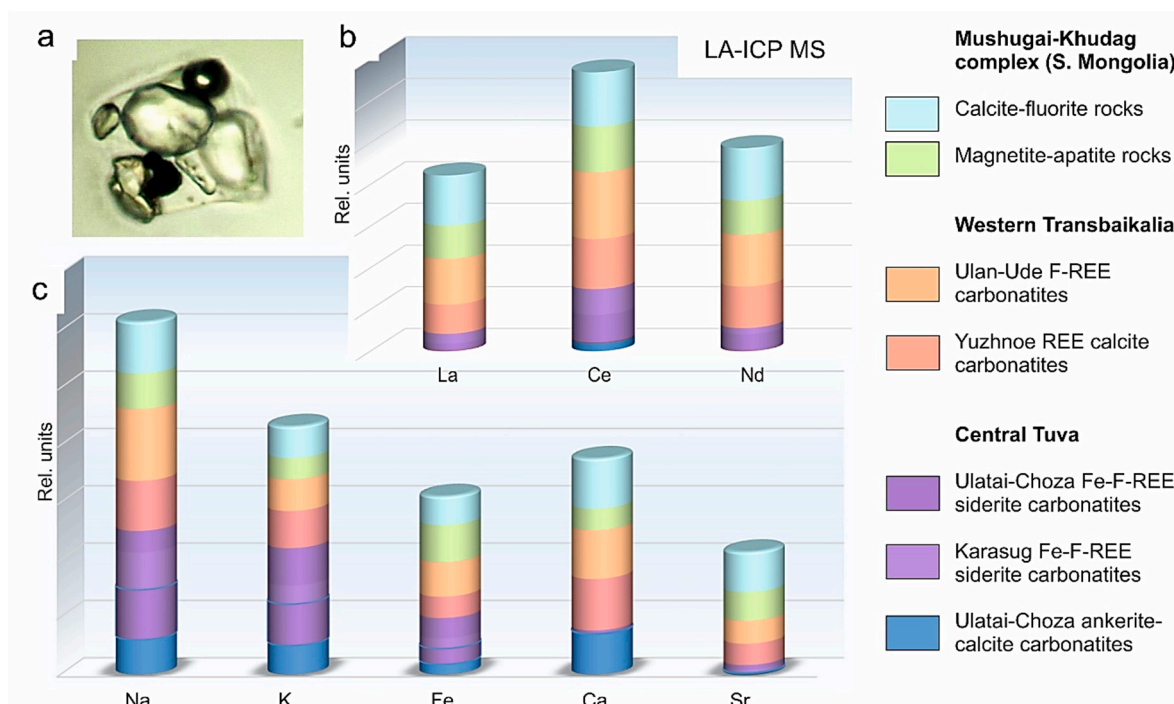 a
b
LA-ICP MS
Rel. units
La
Ce
Nd
c
Rel. units
Na
K
Fe
Ca
Sr
Mushugai-Khudag
complex (S. Mongolia)
Calcite-fluorite rocks
Magnetite-apatite rocks
Western Transbaikalia
Ulan-Ude F-REE
carbonatites
Yuzhnoe REE calcite
carbonatites
Central Tuva
Ulatai-Choza Fe-F-REE
siderite carbonatites
Karasug Fe-F-REE
siderite carbonatites
Ulatai-Choza ankerite-
calcite carbonatites